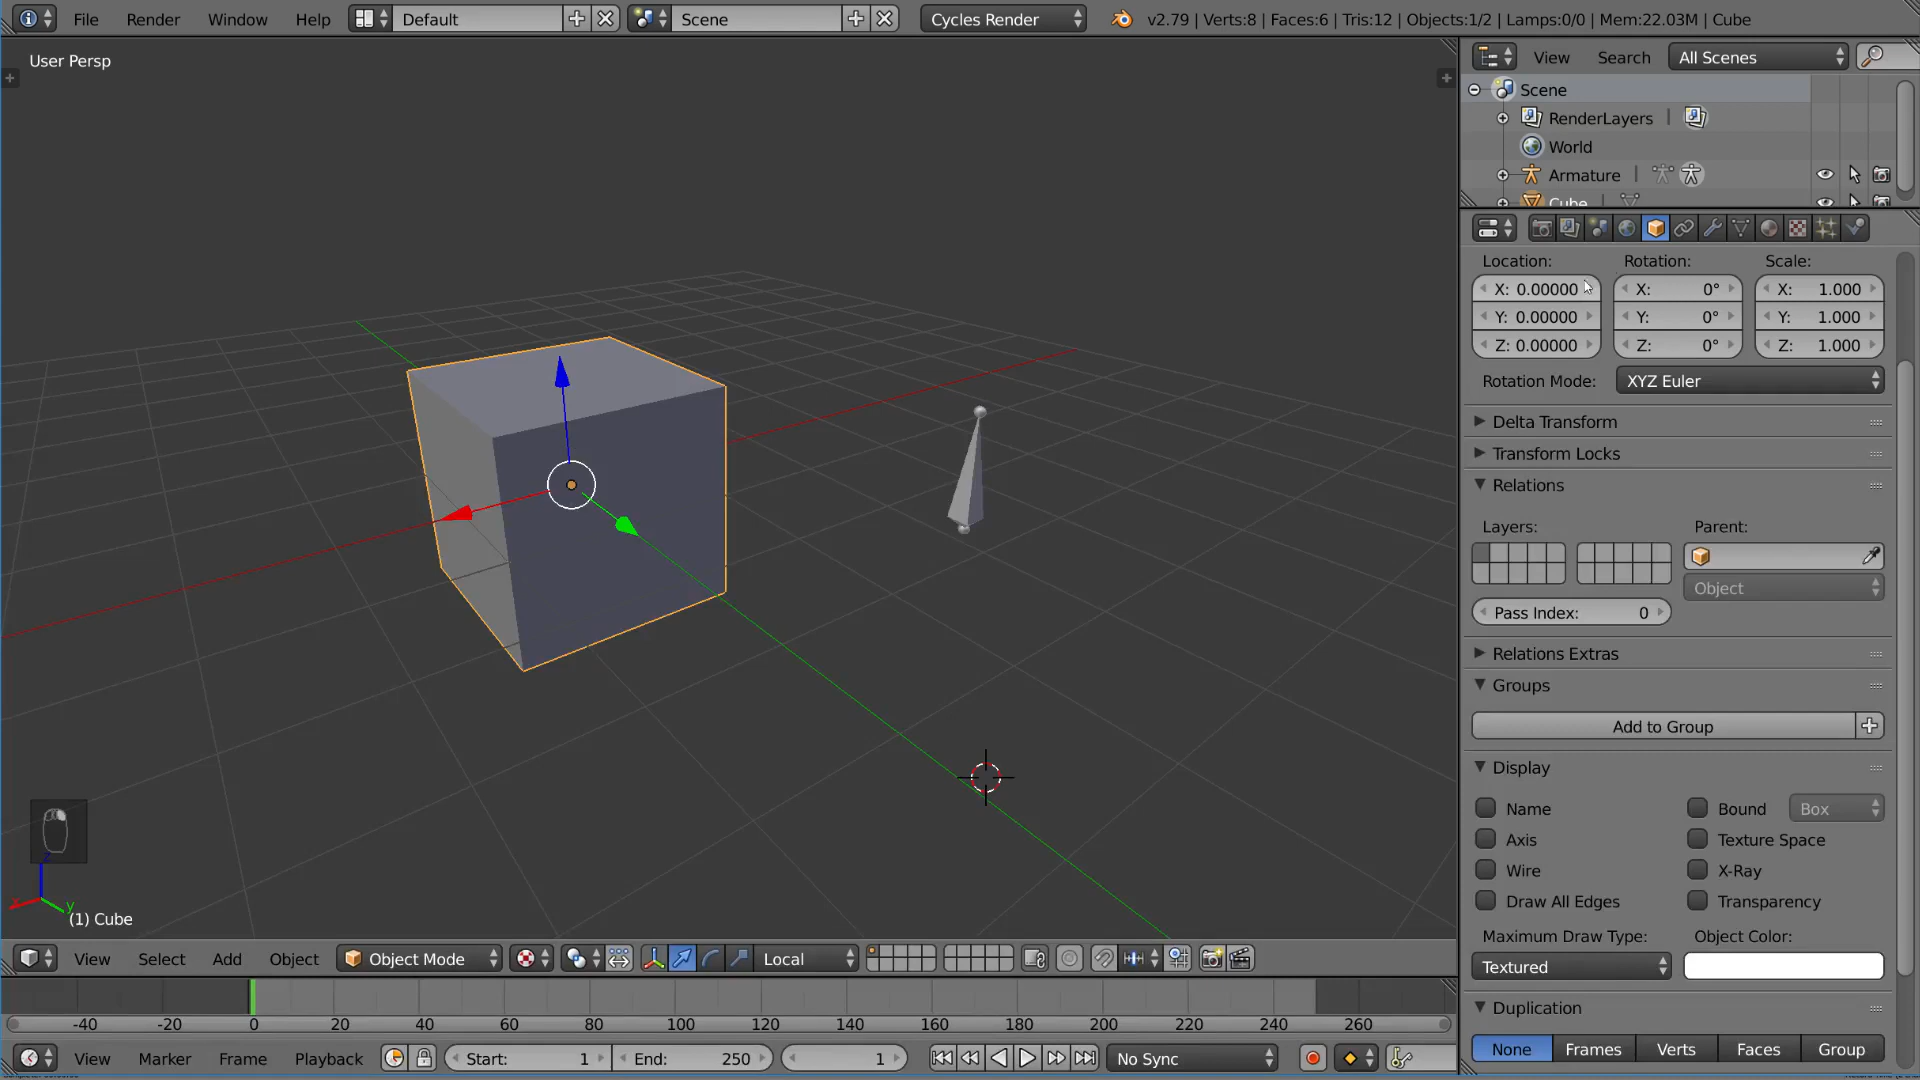 File Render Window Help Default Scene Cycles Render v2.79 | Verts:8 | Faces:6 | Tris:12 | Objects:1/2 | Lamps:0/0 | Mem:22.03M | Cube
User Persp
View Search All Scenes
Scene
RenderLayers
World
Armature
Cube
Location: Rotation: Scale:
X: 0.00000 X: 0° X: 1.000
Y: 0.00000 Y: 0° Y: 1.000
Z: 0.00000 Z: 0° Z: 1.000
Rotation Mode: XYZ Euler
Delta Transform
Transform Locks
Relations
Layers: Parent:
Object
Pass Index: 0
Relations Extras
Groups
Add to Group
Display
Name Bound Box
Axis Texture Space
Wire X-Ray
Draw All Edges Transparency
Maximum Draw Type: Object Color:
Textured
Duplication
None Frames Verts Faces Group
z
x
y
(1) Cube
View Select Add Object Object Mode Local
-40 -20 0 20 40 60 80 100 120 140 160 180 200 220 240 260
View Marker Frame Playback Start: 1 End: 250 1 No Sync